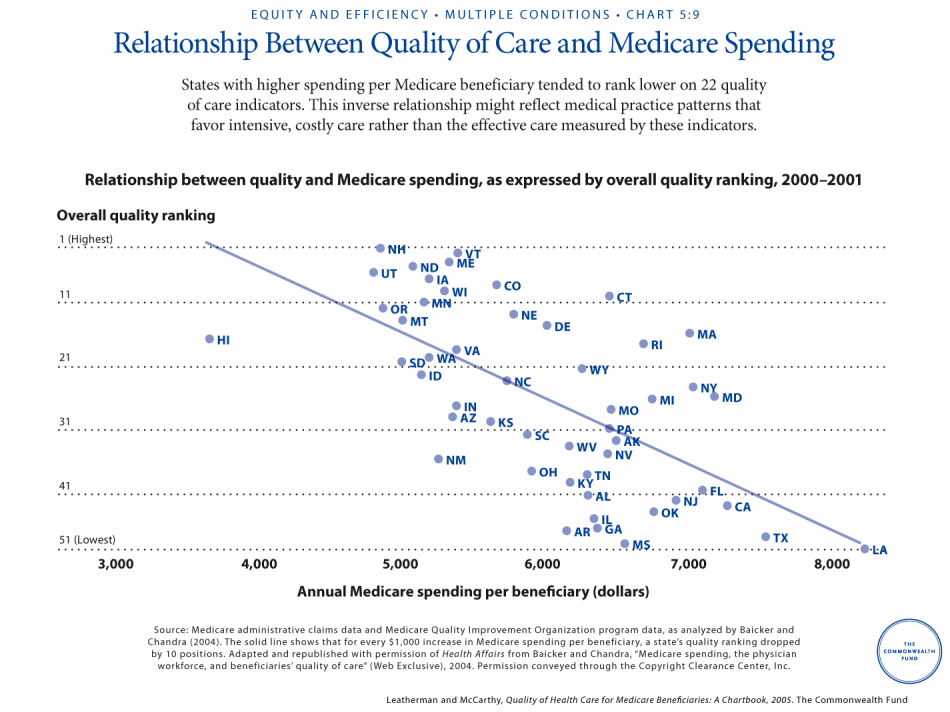 EQUITY AND EFFICIENCY • MULTIPLE CONDITIONS • CHART 5:9
Relationship Between Quality of Care and Medicare Spending
States with higher spending per Medicare beneficiary tended to rank lower on 22 quality
of care indicators. This inverse relationship might reflect medical practice patterns that
favor intensive, costly care rather than the effective care measured by these indicators.
Relationship between quality and Medicare spending, as expressed by overall quality ranking, 2000–2001
Overall quality ranking
1 (Highest)
NH
VT
ME
ND
UT
IA
CO
WI
11
CT
MN
OR
NE
MT
DE
MA
HI
RI
VA
21
WA
SD
WY
ID
NC
NY
MD
MI
IN
MO
AZ
31
KS
PA
SC
AK
WV
NV
NM
OH
TN
KY
41
FL
AL
NJ
CA
OK
IL
GA
AR
TX
51 (Lowest)
MS
LA
3,000
4,000
5,000
6,000
7,000
8,000
Annual Medicare spending per beneficiary (dollars)
Source: Medicare administrative claims data and Medicare Quality Improvement Organization program data, as analyzed by Baicker and
Chandra (2004). The solid line shows that for every $1,000 increase in Medicare spending per beneficiary, a state's quality ranking dropped
by 10 positions. Adapted and republished with permission of Health Affairs from Baicker and Chandra, "Medicare spending, the physician
workforce, and beneficiaries' quality of care" (Web Exclusive), 2004. Permission conveyed through the Copyright Clearance Center, Inc.
THE
COMMONWEALTH
FUND
Leatherman and McCarthy, Quality of Health Care for Medicare Beneficiaries: A Chartbook, 2005. The Commonwealth Fund